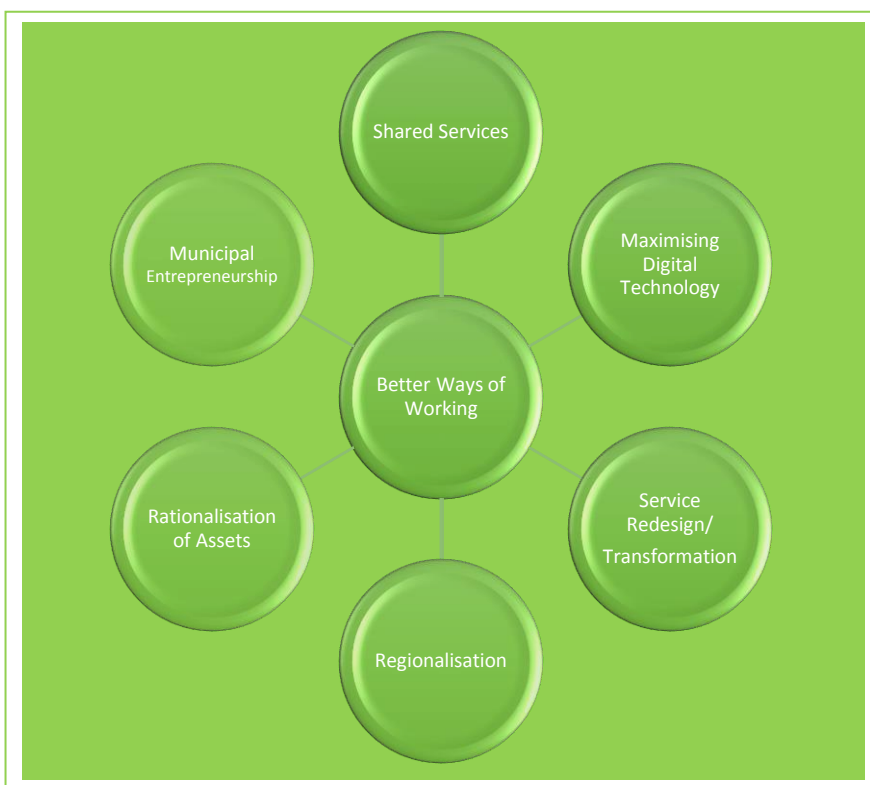 Shared Services
Maximising
Digital
Technology
Service
Redesign/
Transformation
Regionalisation
Rationalisation
of Assets
Municipal
Entrepreneurship
Better Ways of
Working